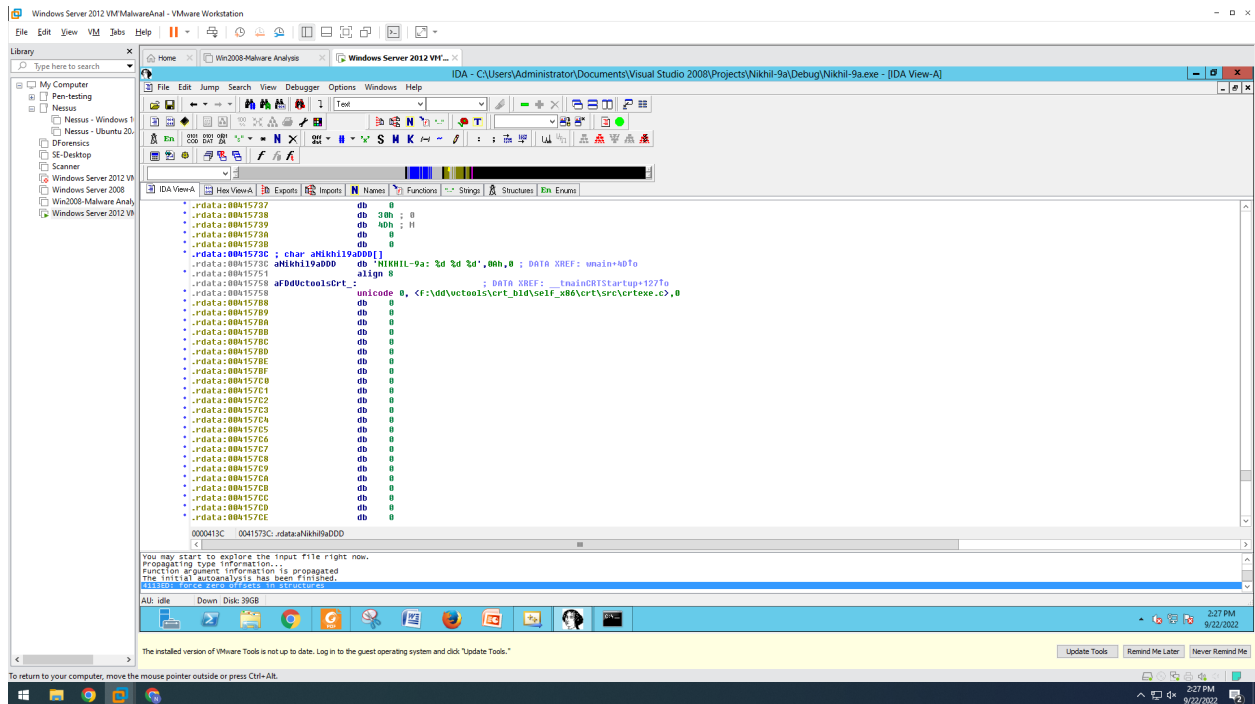 Windows Server 2012 VM'MalwareAnal - VMware Workstation
File Edit View VM Tabs Help
Library
Type here to search
Home Win2008-Malware Analysis Windows Server 2012 VM'...
My Computer
Pen-testing
Nessus
Nessus - Windows 1
Nessus - Ubuntu 20.
DForensics
SE-Desktop
Scanner
Windows Server 2012 VM
Windows Server 2008
Win2008-Malware Analy
Windows Server 2012 VM
IDA - C:\Users\Administrator\Documents\Visual Studio 2008\Projects\Nikhil-9a\Debug\Nikhil-9a.exe - [IDA View-A]
File Edit Jump Search View Debugger Options Windows Help
Text
IDA View-A Hex View-A Exports Imports N Names Functions Strings Structures En Enums
.rdata:00415737 db 0
.rdata:00415738 db 30h ; 0
.rdata:00415739 db 4Dh ; M
.rdata:0041573A db 0
.rdata:0041573B db 0
.rdata:0041573C ; char aNikhil9aDDD[]
.rdata:0041573C aNikhil9aDDD db 'NIKHIL-9a: %d %d %d',0Ah,0 ; DATA XREF: wmain+4D↑o
.rdata:00415751 align 8
.rdata:00415758 aFDdVctoolsCrt_: ; DATA XREF: __tmainCRTStartup+127↑o
.rdata:00415758 unicode 0, <f:\dd\vctools\crt_bld\self_x86\crt\src\crtexe.c>,0
.rdata:004157B8 db 0
.rdata:004157B9 db 0
.rdata:004157BA db 0
.rdata:004157BB db 0
.rdata:004157BC db 0
.rdata:004157BD db 0
.rdata:004157BE db 0
.rdata:004157BF db 0
.rdata:004157C0 db 0
.rdata:004157C1 db 0
.rdata:004157C2 db 0
.rdata:004157C3 db 0
.rdata:004157C4 db 0
.rdata:004157C5 db 0
.rdata:004157C6 db 0
.rdata:004157C7 db 0
.rdata:004157C8 db 0
.rdata:004157C9 db 0
.rdata:004157CA db 0
.rdata:004157CB db 0
.rdata:004157CC db 0
.rdata:004157CD db 0
.rdata:004157CE db 0
0000413C 0041573C: .rdata:aNikhil9aDDD
You may start to explore the input file right now.
Propagating type information...
Function argument information is propagated
The initial autoanalysis has been finished.
4113ED: force zero offsets in structures
AU: idle Down Disk: 39GB
2:27 PM
9/22/2022
The installed version of VMware Tools is not up to date. Log in to the guest operating system and click "Update Tools."
Update Tools Remind Me Later Never Remind Me
To return to your computer, move the mouse pointer outside or press Ctrl+Alt.
2:27 PM
9/22/2022